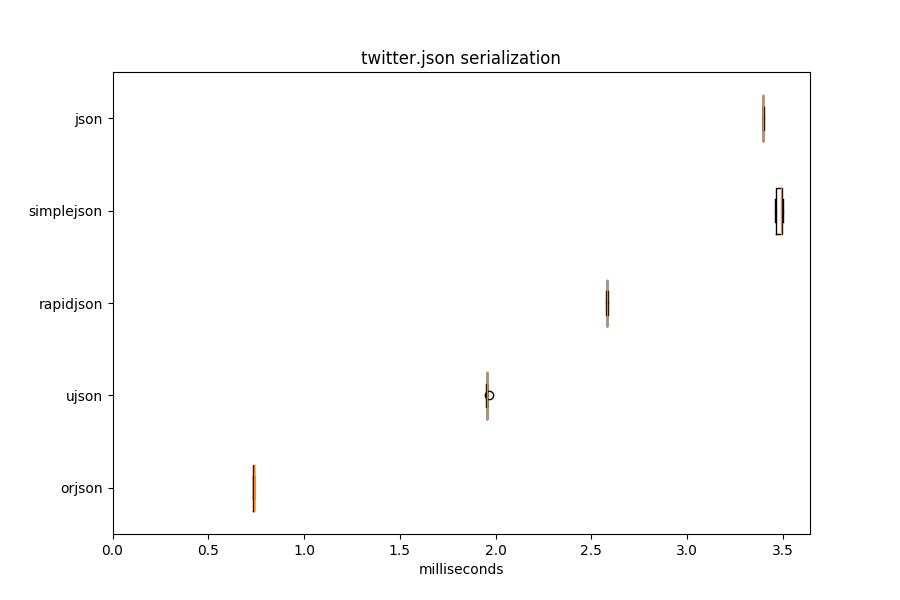 twitter.json serialization
json
simplejson
rapidjson
ujson
orjson
0.0 0.5 1.0 1.5 2.0 2.5 3.0 3.5
milliseconds